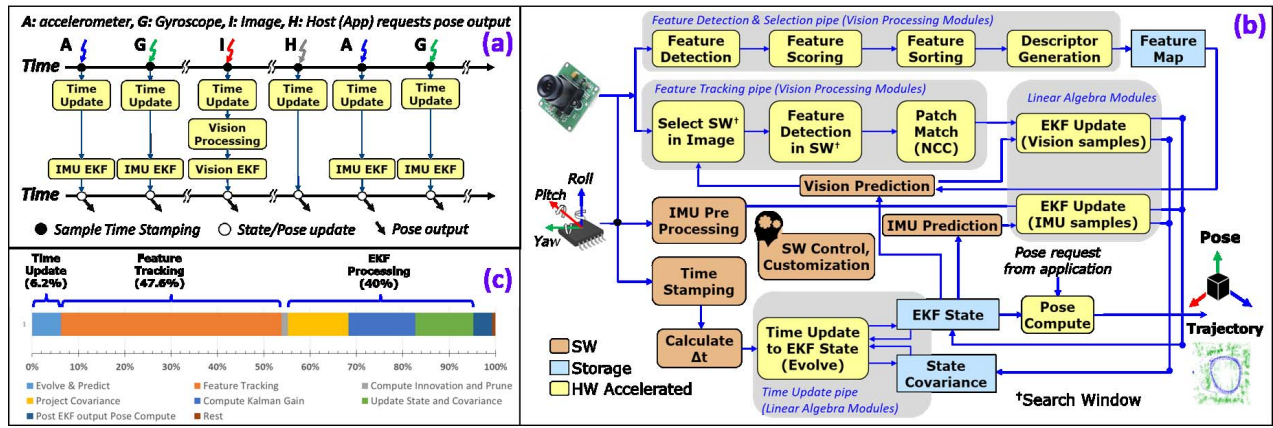 A: accelerometer, G: Gyroscope, I: Image, H: Host (App) requests pose output
(a)
A G I H A G
Time
Time Update
Time Update
Time Update
Time Update
Time Update
Time Update
Vision Processing
IMU EKF
IMU EKF
Vision EKF
IMU EKF
IMU EKF
Time
Sample Time Stamping
State/Pose update
Pose output
(c)
Time Update (6.2%)
Feature Tracking (47.6%)
EKF Processing (40%)
1
0% 10% 20% 30% 40% 50% 60% 70% 80% 90% 100%
Evolve & Predict
Feature Tracking
Compute Innovation and Prune
Project Covariance
Compute Kalman Gain
Update State and Covariance
Post EKF output Pose Compute
Rest
(b)
Feature Detection & Selection pipe (Vision Processing Modules)
Feature Detection
Feature Scoring
Feature Sorting
Descriptor Generation
Feature Map
Feature Tracking pipe (Vision Processing Modules)
Linear Algebra Modules
Select SW† in Image
Feature Detection in SW†
Patch Match (NCC)
EKF Update (Vision samples)
Vision Prediction
Roll
Pitch
Yaw
IMU Pre Processing
SW Control, Customization
IMU Prediction
EKF Update (IMU samples)
Time Stamping
Pose request from application
Pose
Calculate Δt
Time Update to EKF State (Evolve)
EKF State
Pose Compute
Trajectory
State Covariance
SW
Storage
HW Accelerated
Time Update pipe
(Linear Algebra Modules)
†Search Window